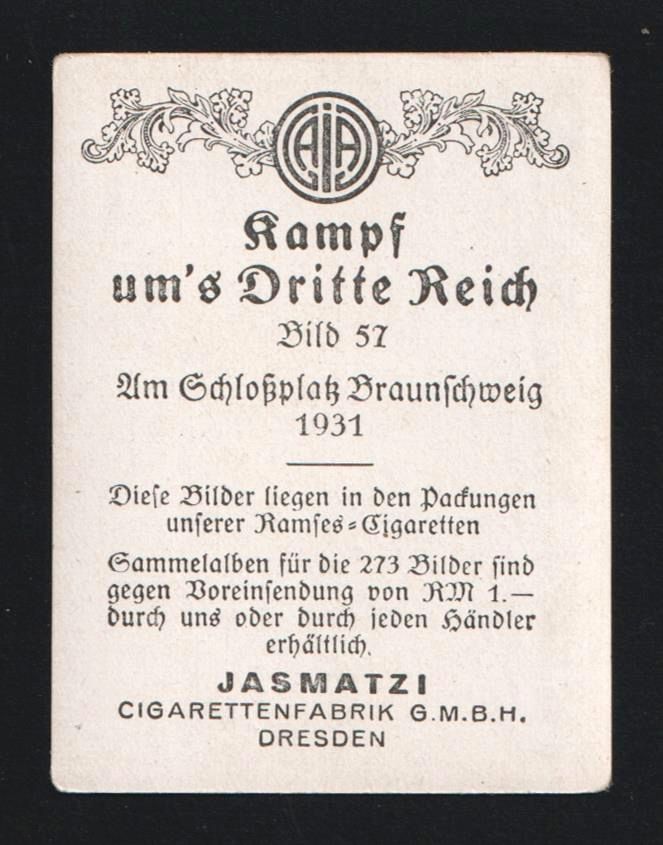 AJA
Kampf
um's Dritte Reich
Bild 57
Am Schloßplatz Braunschweig
1931
Diese Bilder liegen in den Packungen
unserer Ramses=Cigaretten
Sammelalben für die 273 Bilder sind
gegen Voreinsendung von RM 1.—
durch uns oder durch jeden Händler
erhältlich.
JASMATZI
CIGARETTENFABRIK G.M.B.H.
DRESDEN